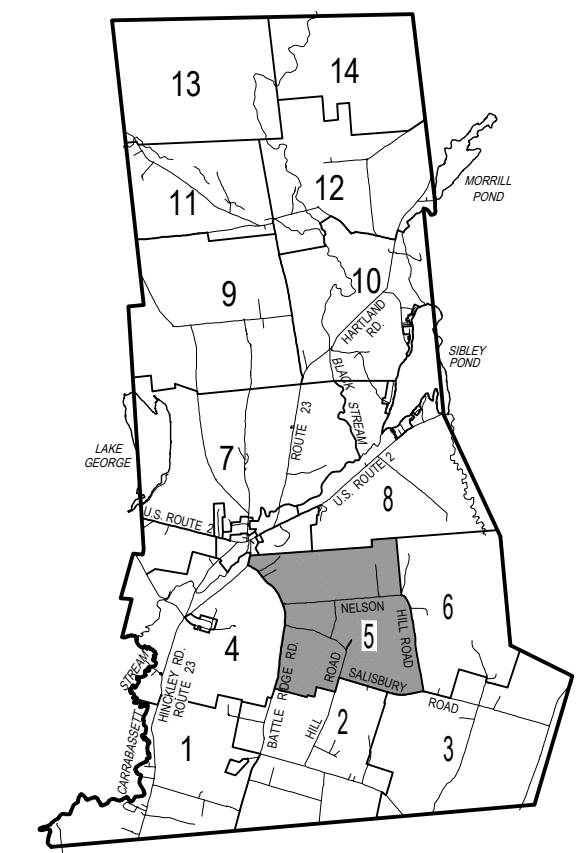 13
14
MORRILL
POND
11
12
10
9
HARTLAND
RD.
SIBLEY
POND
BLACK
STREAM
ROUTE 23
LAKE
GEORGE
7
U.S. ROUTE 2
U.S. ROUTE 2
8
NELSON
HILL ROAD
6
5
4
BATTLE RIDGE RD.
ROAD
HILL
SALISBURY
ROAD
STREAM
CARRABASSETT
HINCKLEY RD.
ROUTE 23
2
1
3